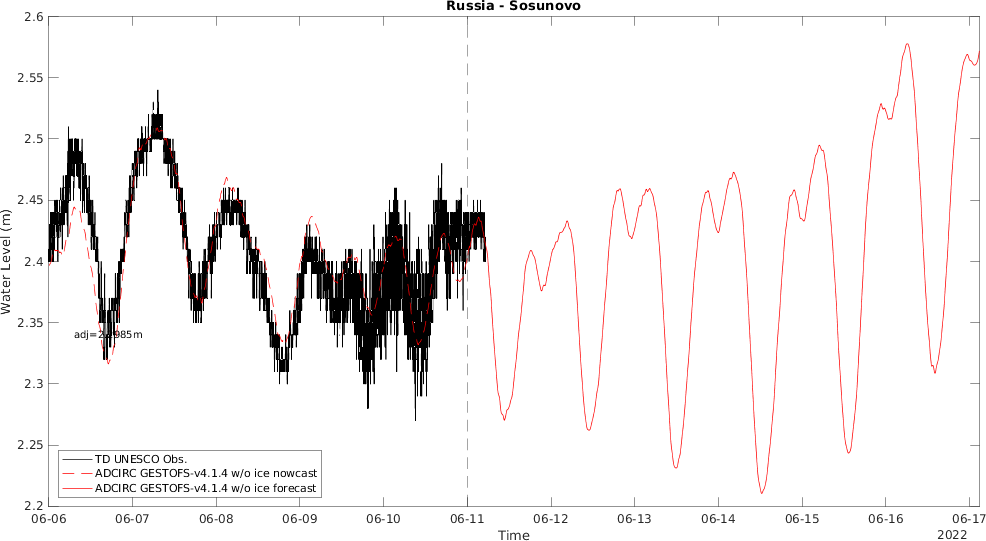 Russia - Sosunovo
2.6
2.55
2.5
2.45
2.4
2.35
2.3
2.25
2.2
Water Level (m)
TD UNESCO Obs.
ADCIRC GESTOFS-v4.1.4 w/o ice nowcast
ADCIRC GESTOFS-v4.1.4 w/o ice forecast
06-06 06-07 06-08 06-09 06-10 06-11 06-12 06-13 06-14 06-15 06-16 06-17
Time
2022